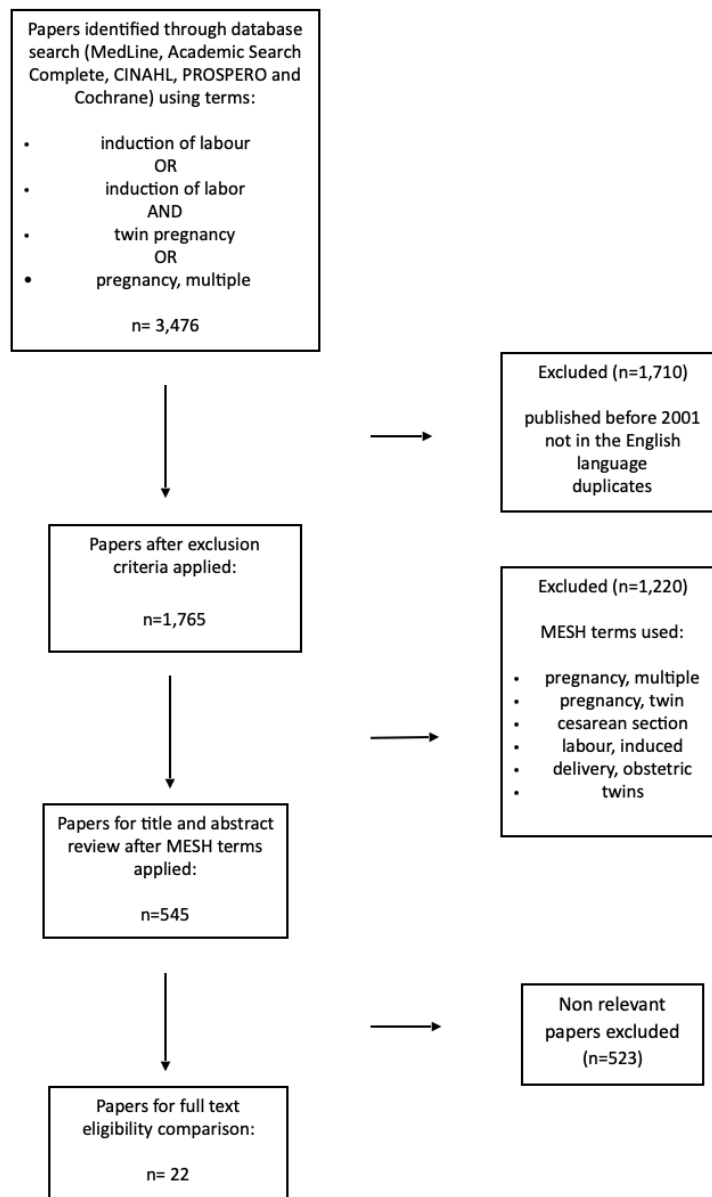 Papers identified through database
search (MedLine, Academic Search
Complete, CINAHL, PROSPERO and
Cochrane) using terms:
• induction of labour
OR
• induction of labor
AND
• twin pregnancy
OR
• pregnancy, multiple
n= 3,476
Excluded (n=1,710)
published before 2001
not in the English
language
duplicates
Papers after exclusion
criteria applied:
n=1,765
Excluded (n=1,220)
MESH terms used:
• pregnancy, multiple
• pregnancy, twin
• cesarean section
• labour, induced
• delivery, obstetric
• twins
Papers for title and abstract
review after MESH terms
applied:
n=545
Non relevant
papers excluded
(n=523)
Papers for full text
eligibility comparison:
n= 22